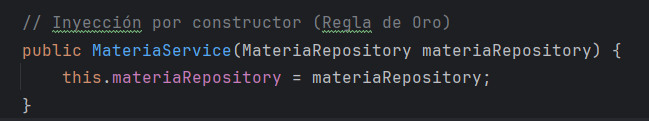 // Inyección por constructor (Regla de Oro)
public MateriaService(MateriaRepository materiaRepository) {
    this.materiaRepository = materiaRepository;
}